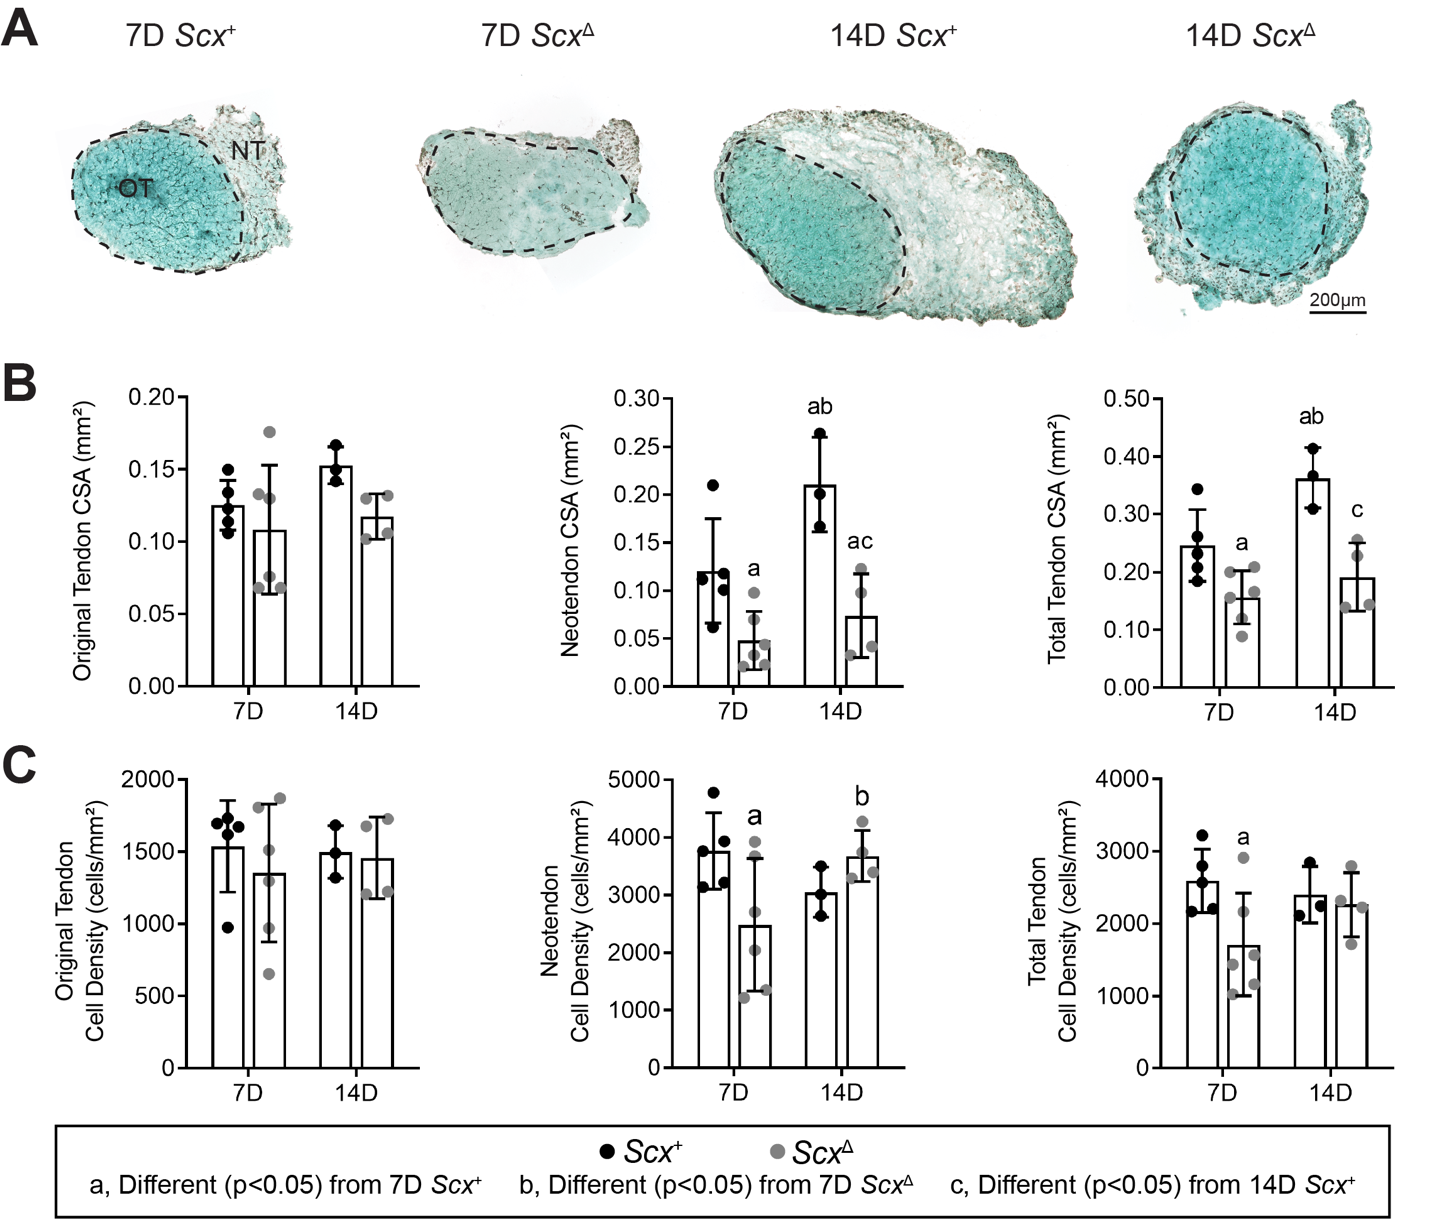 A
7D Scx⁺
7D Scx^Δ
14D Scx⁺
14D Scx^Δ
NT
OT
200µm
B
Original Tendon CSA (mm²)
0.20
0.15
0.10
0.05
0.00
7D
14D
Neotendon CSA (mm²)
0.30
0.25
0.20
0.15
0.10
0.05
0.00
a
ab
ac
7D
14D
Total Tendon CSA (mm²)
0.50
0.40
0.30
0.20
0.10
0.00
a
ab
c
7D
14D
C
Original Tendon
Cell Density (cells/mm²)
2000
1500
1000
500
0
7D
14D
Neotendon
Cell Density (cells/mm²)
5000
4000
3000
2000
1000
0
a
b
7D
14D
Total Tendon
Cell Density (cells/mm²)
4000
3000
2000
1000
0
a
7D
14D
Scx⁺
Scx^Δ
a, Different (p<0.05) from 7D Scx⁺
b, Different (p<0.05) from 7D Scx^Δ
c, Different (p<0.05) from 14D Scx⁺